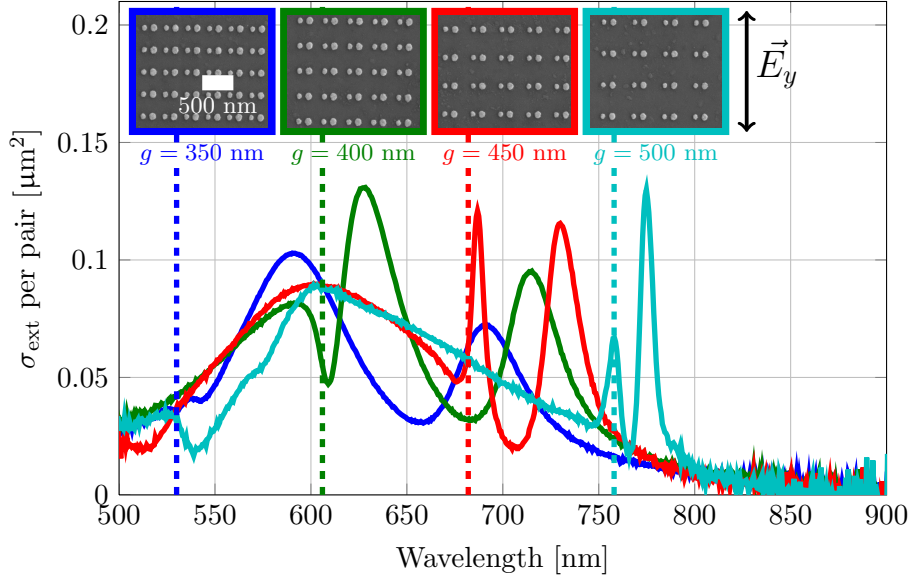 500 nm
E⃗y
g = 350 nm
g = 400 nm
g = 450 nm
g = 500 nm
σext per pair [μm²]
0.2
0.15
0.1
0.05
0
500
550
600
650
700
750
800
850
900
Wavelength [nm]